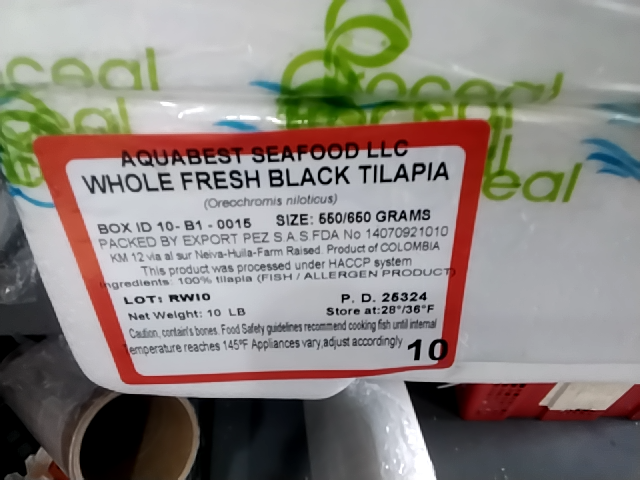 AQUABEST SEAFOOD LLC
WHOLE FRESH BLACK TILAPIA
(Oreochromis niloticus)
BOX ID 10- B1 - 0015 SIZE: 550/650 GRAMS
PACKED BY EXPORT PEZ S.A.S.FDA No 14070921010
KM 12 via al sur Neiva-Huila-Farm Raised. Product of COLOMBIA
This product was processed under HACCP system
Ingredients: 100% tilapia (FISH / ALLERGEN PRODUCT)
LOT: RW10 P. D. 25324
Net Weight: 10 LB Store at:28°/36°F
Caution, contain's bones. Food Safety guidelines recommend cooking fish until internal
Temperature reaches 145°F Appliances vary,adjust accordingly 10